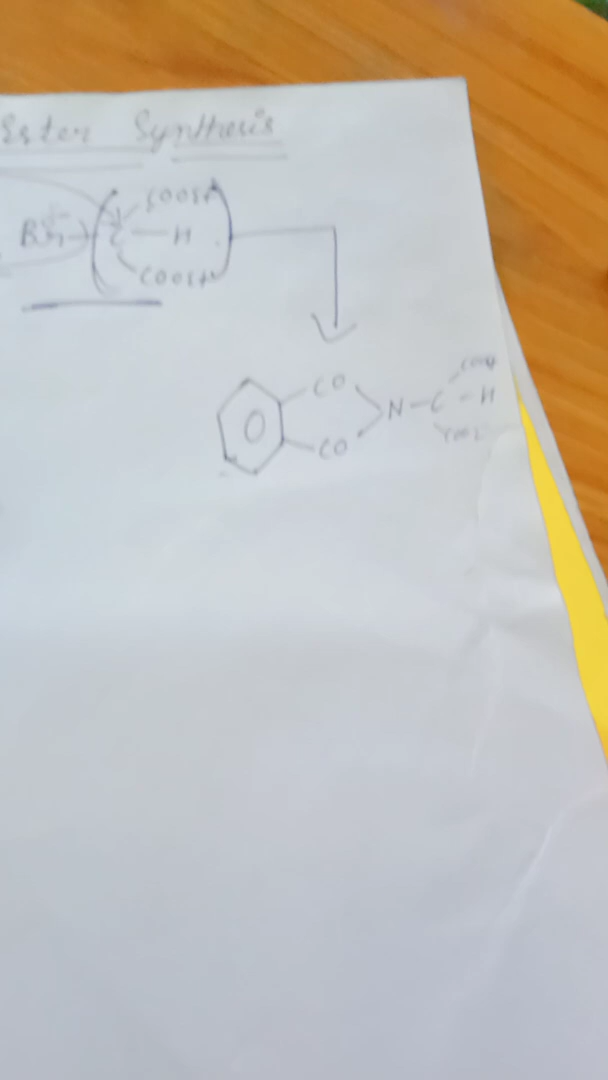 Ester Synthesis
COOEt
Br - C - H
COOEt
CO
N - C - H
CO